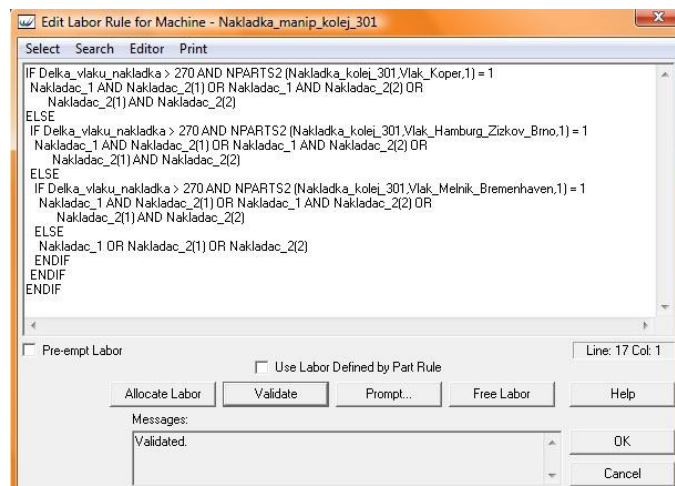 Edit Labor Rule for Machine - Nakladka_manip_kolej_301
Select Search Editor Print
IF Delka_vlaku_nakladka > 270 AND NPARTS2 (Nakladka_kolej_301,Vlak_Koper,1) = 1
Nakladac_1 AND Nakladac_2(1) OR Nakladac_1 AND Nakladac_2(2) OR
Nakladac_2(1) AND Nakladac_2(2)
ELSE
IF Delka_vlaku_nakladka > 270 AND NPARTS2 (Nakladka_kolej_301,Vlak_Hamburg_Zizkov_Brno,1) = 1
Nakladac_1 AND Nakladac_2(1) OR Nakladac_1 AND Nakladac_2(2) OR
Nakladac_2(1) AND Nakladac_2(2)
ELSE
IF Delka_vlaku_nakladka > 270 AND NPARTS2 (Nakladka_kolej_301,Vlak_Melnik_Bremenhaven,1) = 1
Nakladac_1 AND Nakladac_2(1) OR Nakladac_1 AND Nakladac_2(2) OR
Nakladac_2(1) AND Nakladac_2(2)
ELSE
Nakladac_1 OR Nakladac_2(1) OR Nakladac_2(2)
ENDIF
ENDIF
ENDIF
Pre-empt Labor
Line: 17 Col: 1
Use Labor Defined by Part Rule
Allocate Labor Validate Prompt... Free Labor Help
Messages:
Validated.
OK
Cancel